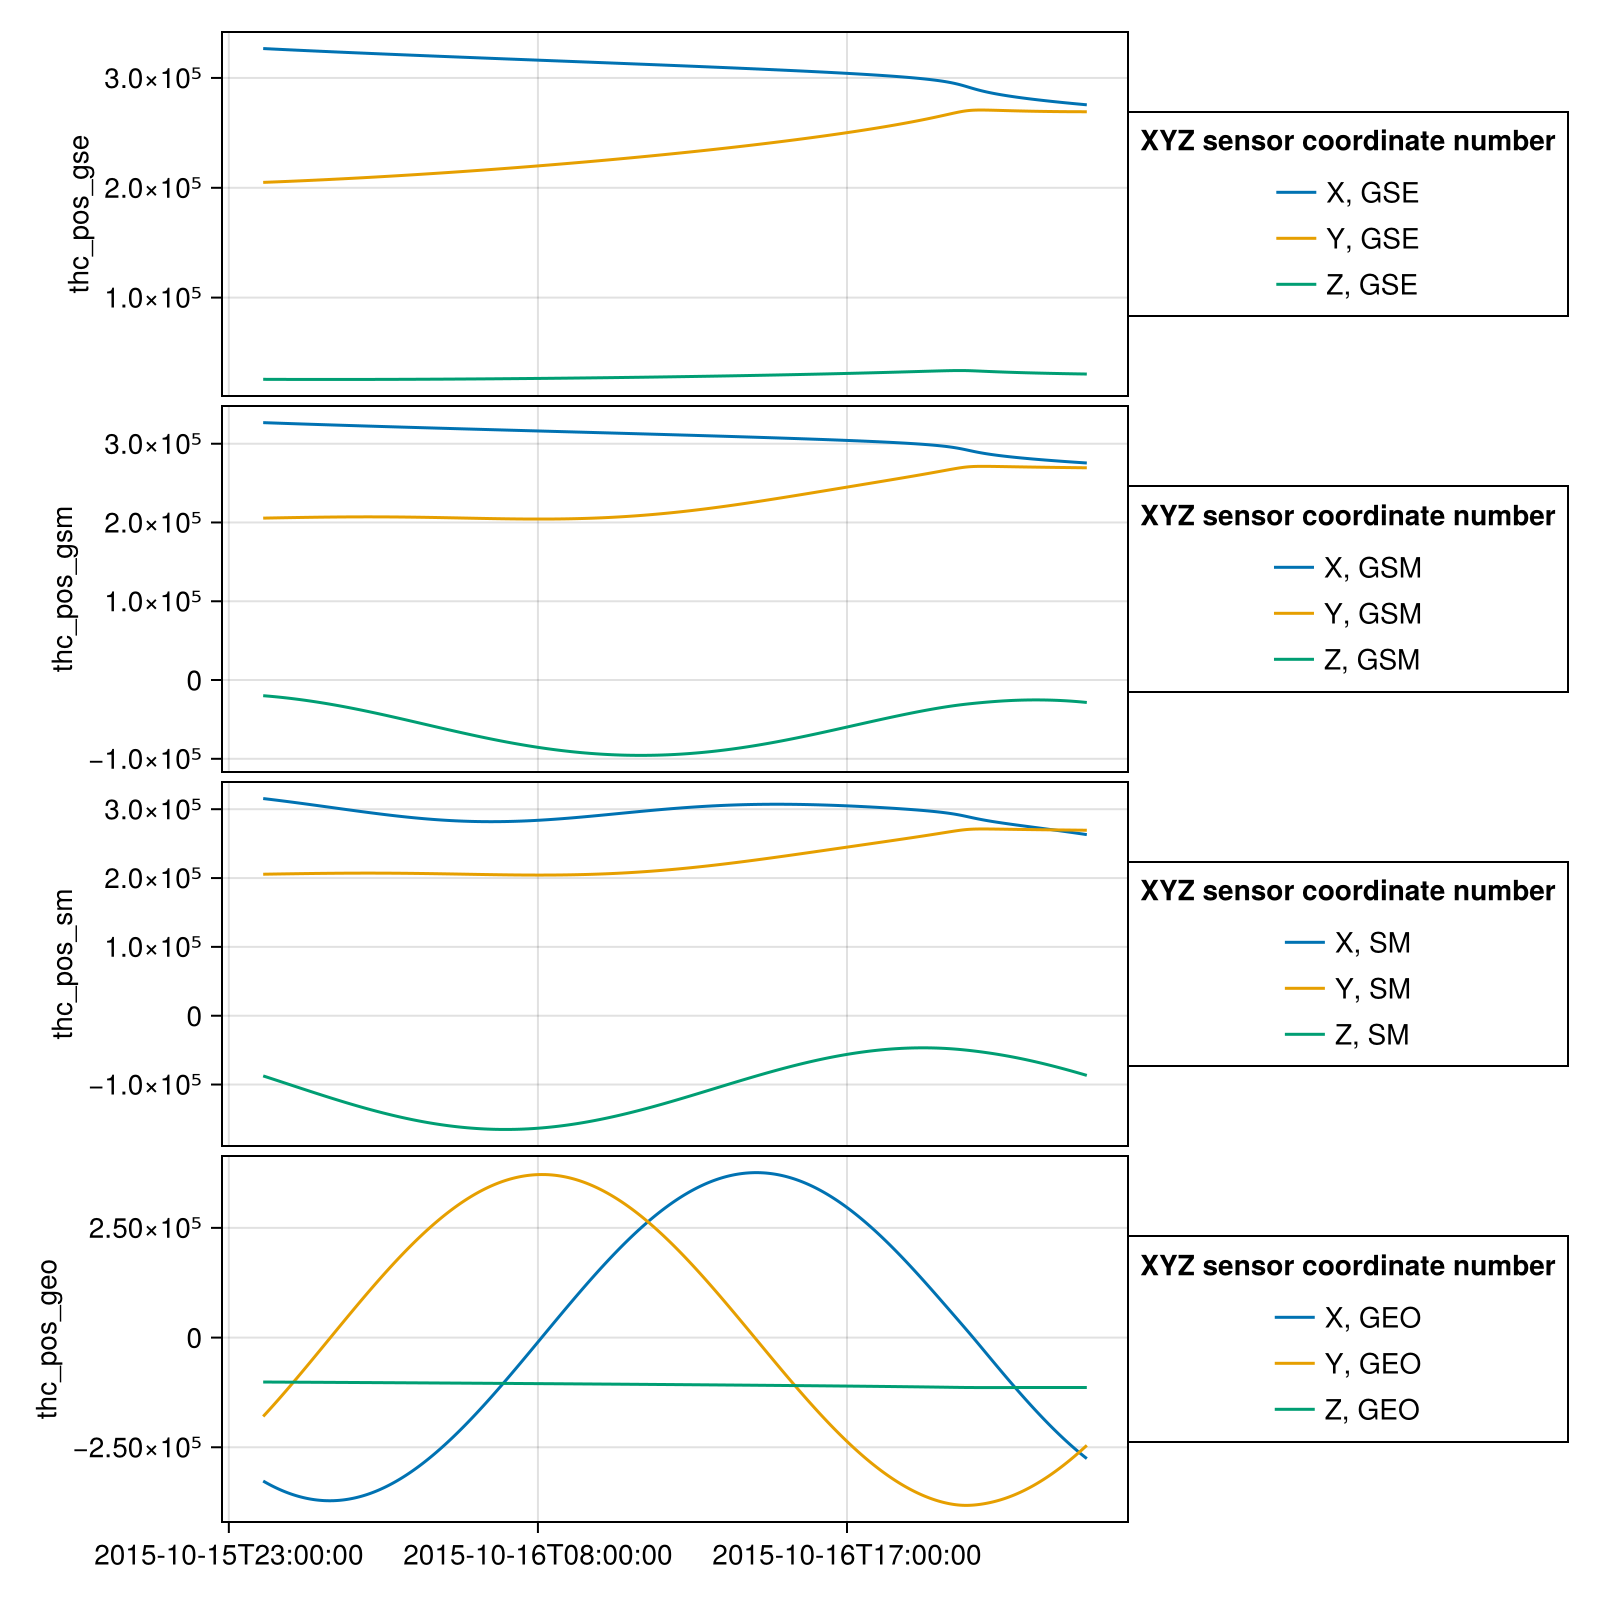 thc_pos_gse
3.0×10⁵
2.0×10⁵
1.0×10⁵
XYZ sensor coordinate number
X, GSE
Y, GSE
Z, GSE
thc_pos_gsm
3.0×10⁵
2.0×10⁵
1.0×10⁵
0
−1.0×10⁵
XYZ sensor coordinate number
X, GSM
Y, GSM
Z, GSM
thc_pos_sm
3.0×10⁵
2.0×10⁵
1.0×10⁵
0
−1.0×10⁵
XYZ sensor coordinate number
X, SM
Y, SM
Z, SM
thc_pos_geo
2.50×10⁵
0
−2.50×10⁵
XYZ sensor coordinate number
X, GEO
Y, GEO
Z, GEO
2015-10-15T23:00:00 2015-10-16T08:00:00 2015-10-16T17:00:00